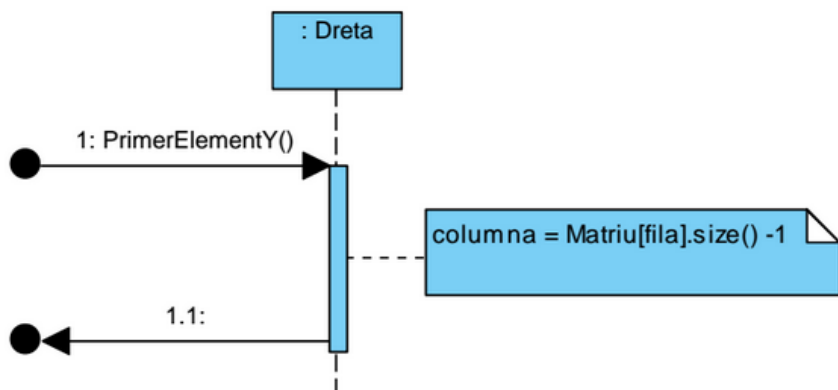 : Dreta
1: PrimerElementY()
columna = Matriu[fila].size() -1
1.1: